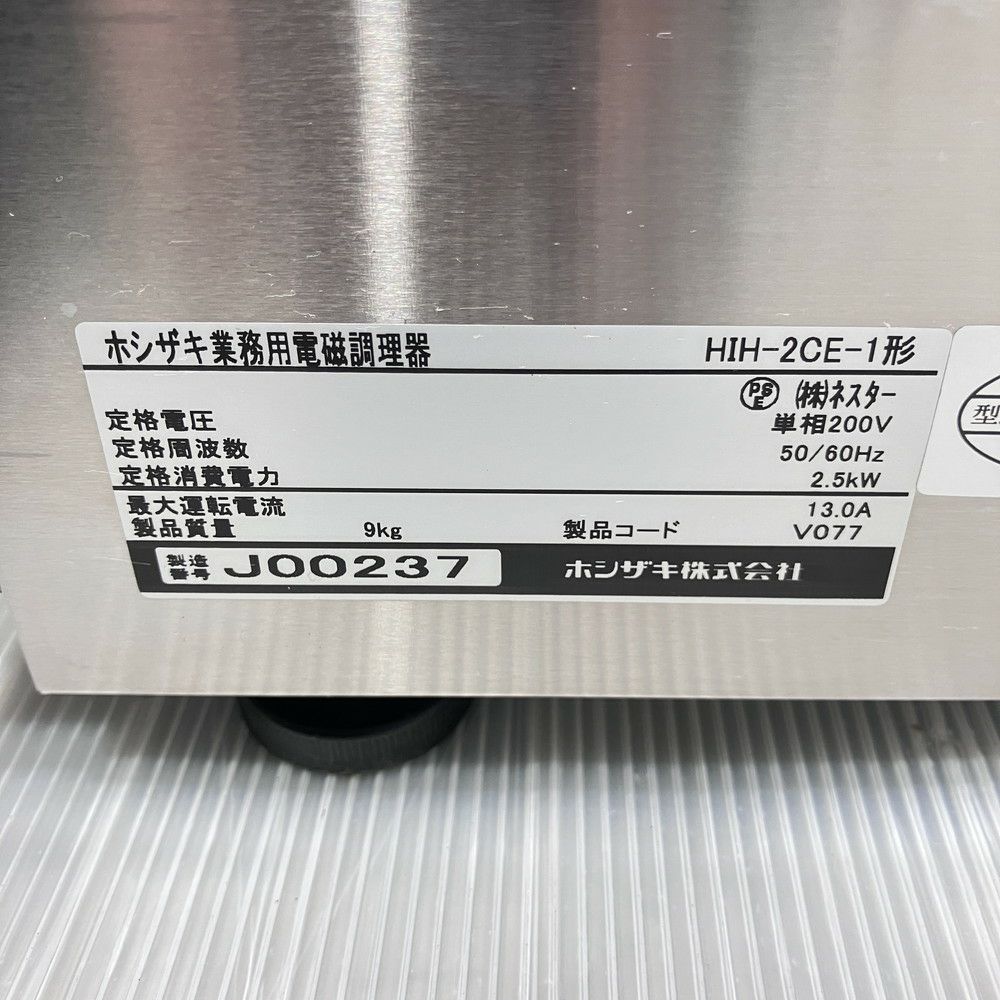 ホシザキ業務用電磁調理器 HIH-2CE-1形
PSE (株)ネスター
定格電圧 単相200V
定格周波数 50/60Hz
定格消費電力 2.5kW
最大運転電流 13.0A
製品質量 9kg 製品コード V077
製造番号 J00237 ホシザキ株式会社
型